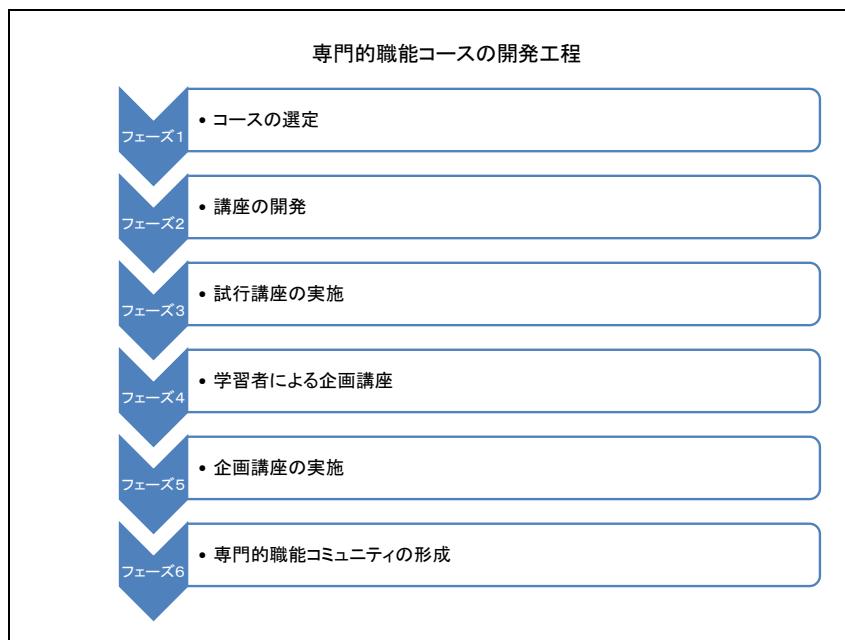 専門的職能コースの開発工程
フェーズ1
• コースの選定
フェーズ2
• 講座の開発
フェーズ3
• 試行講座の実施
フェーズ4
• 学習者による企画講座
フェーズ5
• 企画講座の実施
フェーズ6
• 専門的職能コミュニティの形成